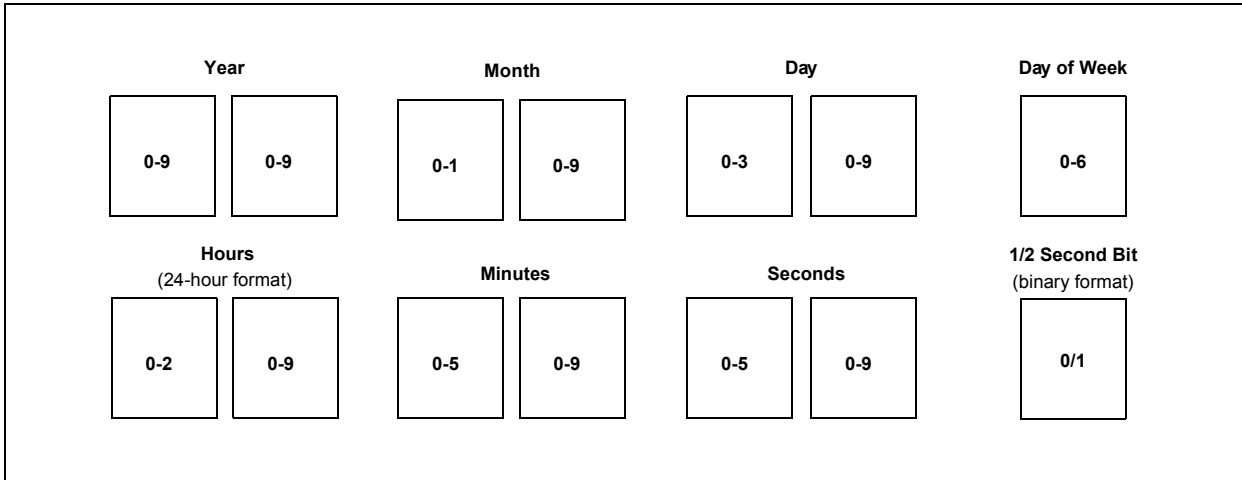 Year Month Day Day of Week
0-9 0-9 0-1 0-9 0-3 0-9 0-6
Hours Minutes Seconds 1/2 Second Bit
(24-hour format) (binary format)
0-2 0-9 0-5 0-9 0-5 0-9 0/1